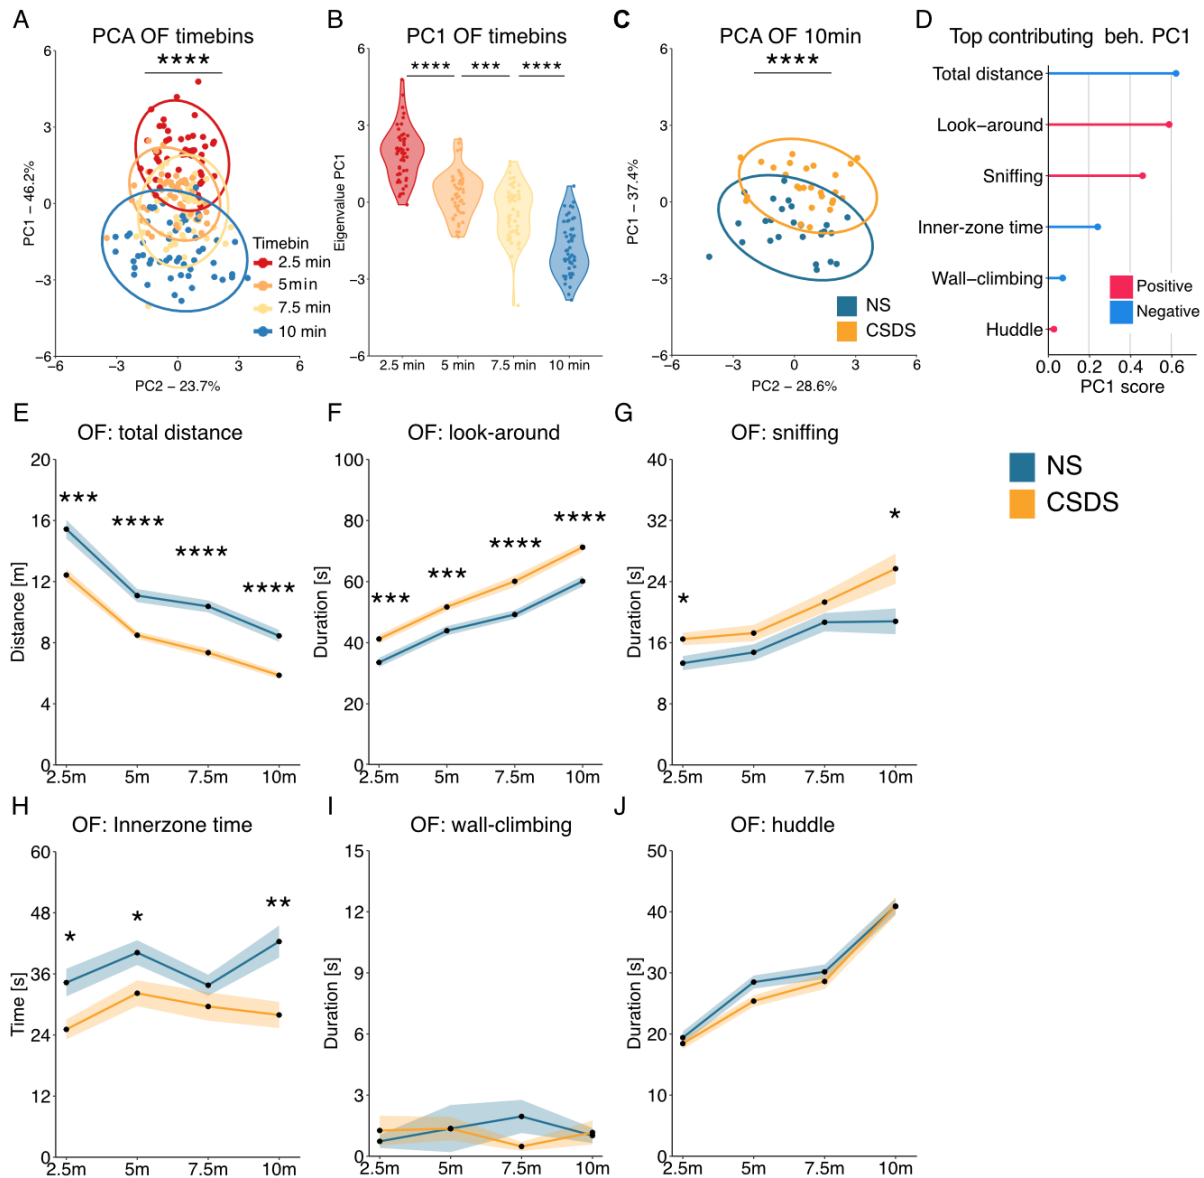 A
PCA OF timebins
****
6
3
0
−3
−6
−6
−3
0
3
6
PC1 − 46.2%
PC2 − 23.7%
Timebin
2.5 min
5min
7.5 min
10 min
B
PC1 OF timebins
**** *** ****
6
3
0
−3
−6
Eigenvalue PC1
2.5 min 5 min 7.5 min 10 min
C
PCA OF 10min
****
6
3
0
−3
−6
−6 −3 0 3 6
PC1 − 37.4%
PC2 − 28.6%
NS
CSDS
D
Top contributing beh. PC1
Total distance
Look−around
Sniffing
Inner-zone time
Wall−climbing
Huddle
Positive
Negative
0.0 0.2 0.4 0.6
PC1 score
E
OF: total distance
20
16
12
8
4
0
Distance [m]
*** **** **** ****
2.5m 5m 7.5m 10m
F
OF: look-around
100
80
60
40
20
0
Duration [s]
*** *** **** ****
2.5m 5m 7.5m 10m
G
OF: sniffing
40
32
24
16
8
0
Duration [s]
* *
2.5m 5m 7.5m 10m
NS
CSDS
H
OF: Innerzone time
60
48
36
24
12
0
Time [s]
* * **
2.5m 5m 7.5m 10m
I
OF: wall-climbing
15
12
9
6
3
0
Duration [s]
2.5m 5m 7.5m 10m
J
OF: huddle
50
40
30
20
10
0
Duration [s]
2.5m 5m 7.5m 10m